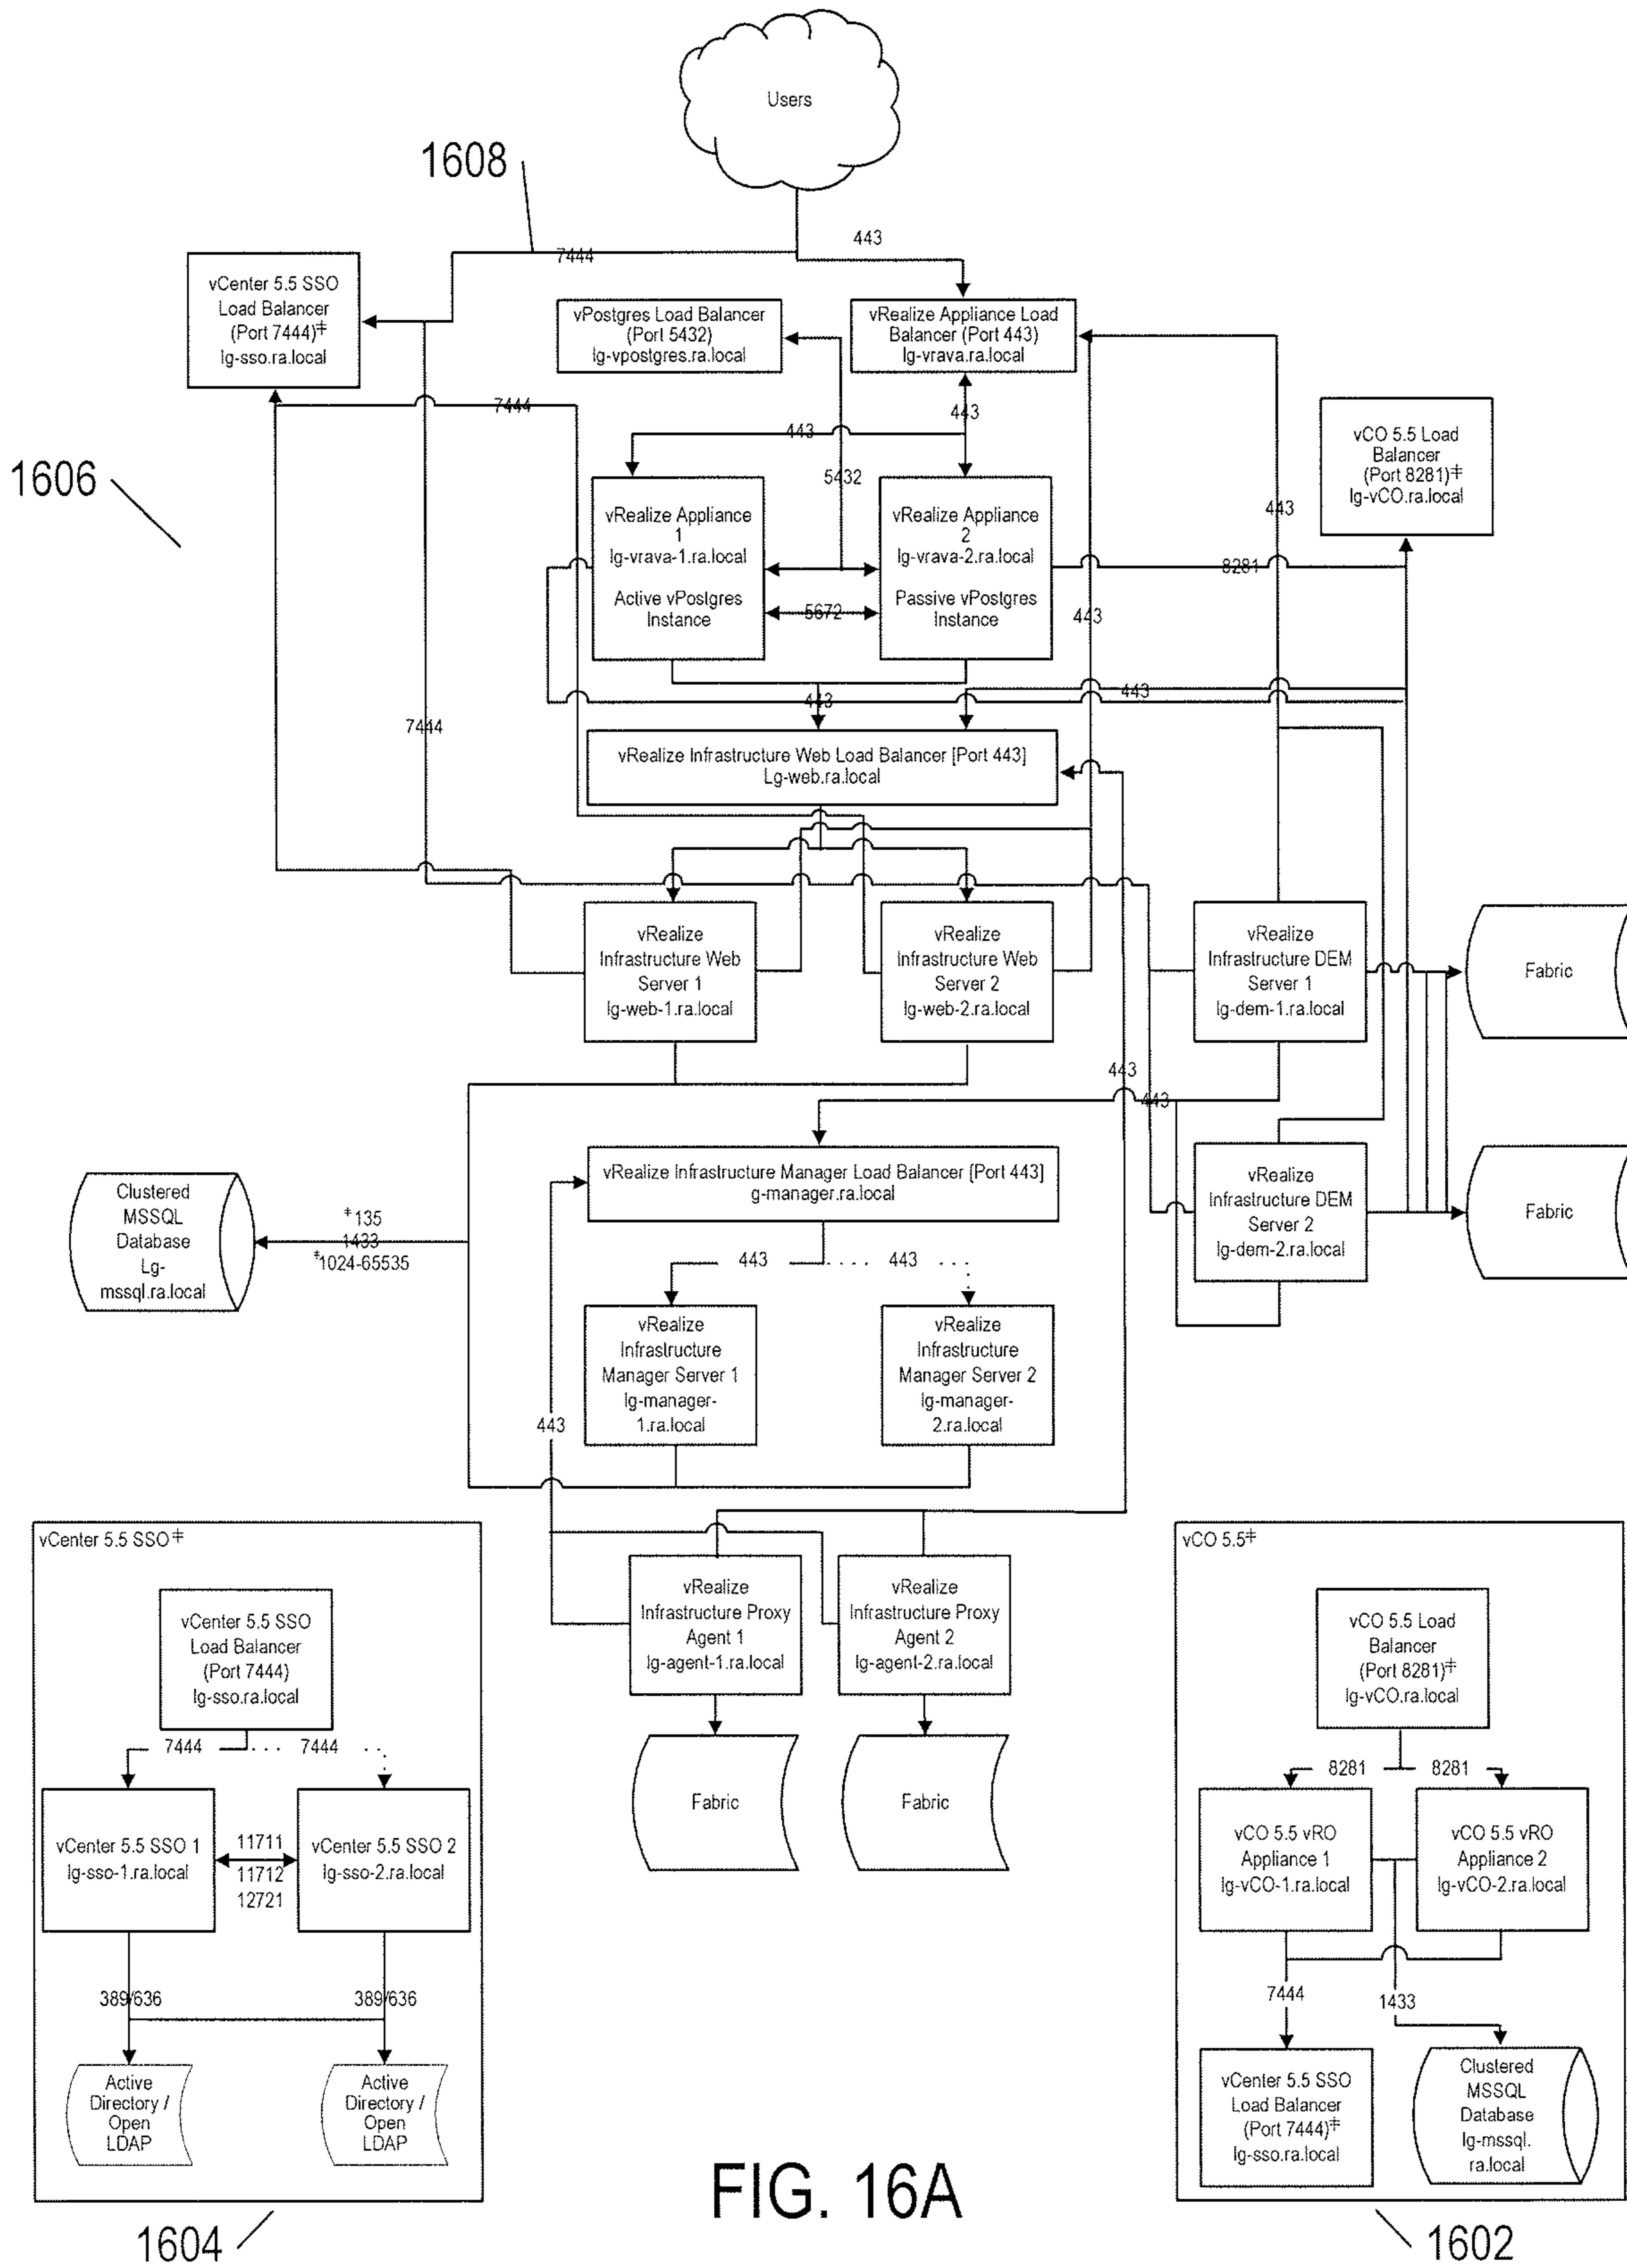 Users
1608
443
7444
vCenter 5.5 SSO
Load Balancer
(Port 7444)‡
lg-sso.ra.local
vPostgres Load Balancer
(Port 5432)
lg-vpostgres.ra.local
vRealize Appliance Load
Balancer (Port 443)
lg-vrava.ra.local
7444
443
443
1606
5432
443
vCO 5.5 Load
Balancer
(Port 8281)‡
lg-vCO.ra.local
vRealize Appliance
1
lg-vrava-1.ra.local
Active vPostgres
Instance
vRealize Appliance
2
lg-vrava-2.ra.local
Passive vPostgres
Instance
8281
5672
443
443
443
7444
vRealize Infrastructure Web Load Balancer [Port 443]
Lg-web.ra.local
vRealize
Infrastructure Web
Server 1
lg-web-1.ra.local
vRealize
Infrastructure Web
Server 2
lg-web-2.ra.local
vRealize
Infrastructure DEM
Server 1
lg-dem-1.ra.local
Fabric
443
443
vRealize Infrastructure Manager Load Balancer [Port 443]
g-manager.ra.local
vRealize
Infrastructure DEM
Server 2
lg-dem-2.ra.local
Fabric
Clustered
MSSQL
Database
Lg-
mssql.ra.local
‡135
1433
‡1024-65535
443
443
vRealize
Infrastructure
Manager Server 1
lg-manager-
1.ra.local
vRealize
Infrastructure
Manager Server 2
lg-manager-
2.ra.local
443
vRealize
Infrastructure Proxy
Agent 1
lg-agent-1.ra.local
vRealize
Infrastructure Proxy
Agent 2
lg-agent-2.ra.local
Fabric
Fabric
vCenter 5.5 SSO‡
vCenter 5.5 SSO
Load Balancer
(Port 7444)
lg-sso.ra.local
7444
7444
vCenter 5.5 SSO 1
lg-sso-1.ra.local
11711
11712
12721
vCenter 5.5 SSO 2
lg-sso-2.ra.local
389/636
389/636
Active
Directory /
Open
LDAP
Active
Directory /
Open
LDAP
1604
vCO 5.5‡
vCO 5.5 Load
Balancer
(Port 8281)‡
lg-vCO.ra.local
8281
8281
vCO 5.5 vRO
Appliance 1
lg-vCO-1.ra.local
vCO 5.5 vRO
Appliance 2
lg-vCO-2.ra.local
7444
1433
vCenter 5.5 SSO
Load Balancer
(Port 7444)‡
lg-sso.ra.local
Clustered
MSSQL
Database
lg-mssql.
ra.local
1602
FIG. 16A